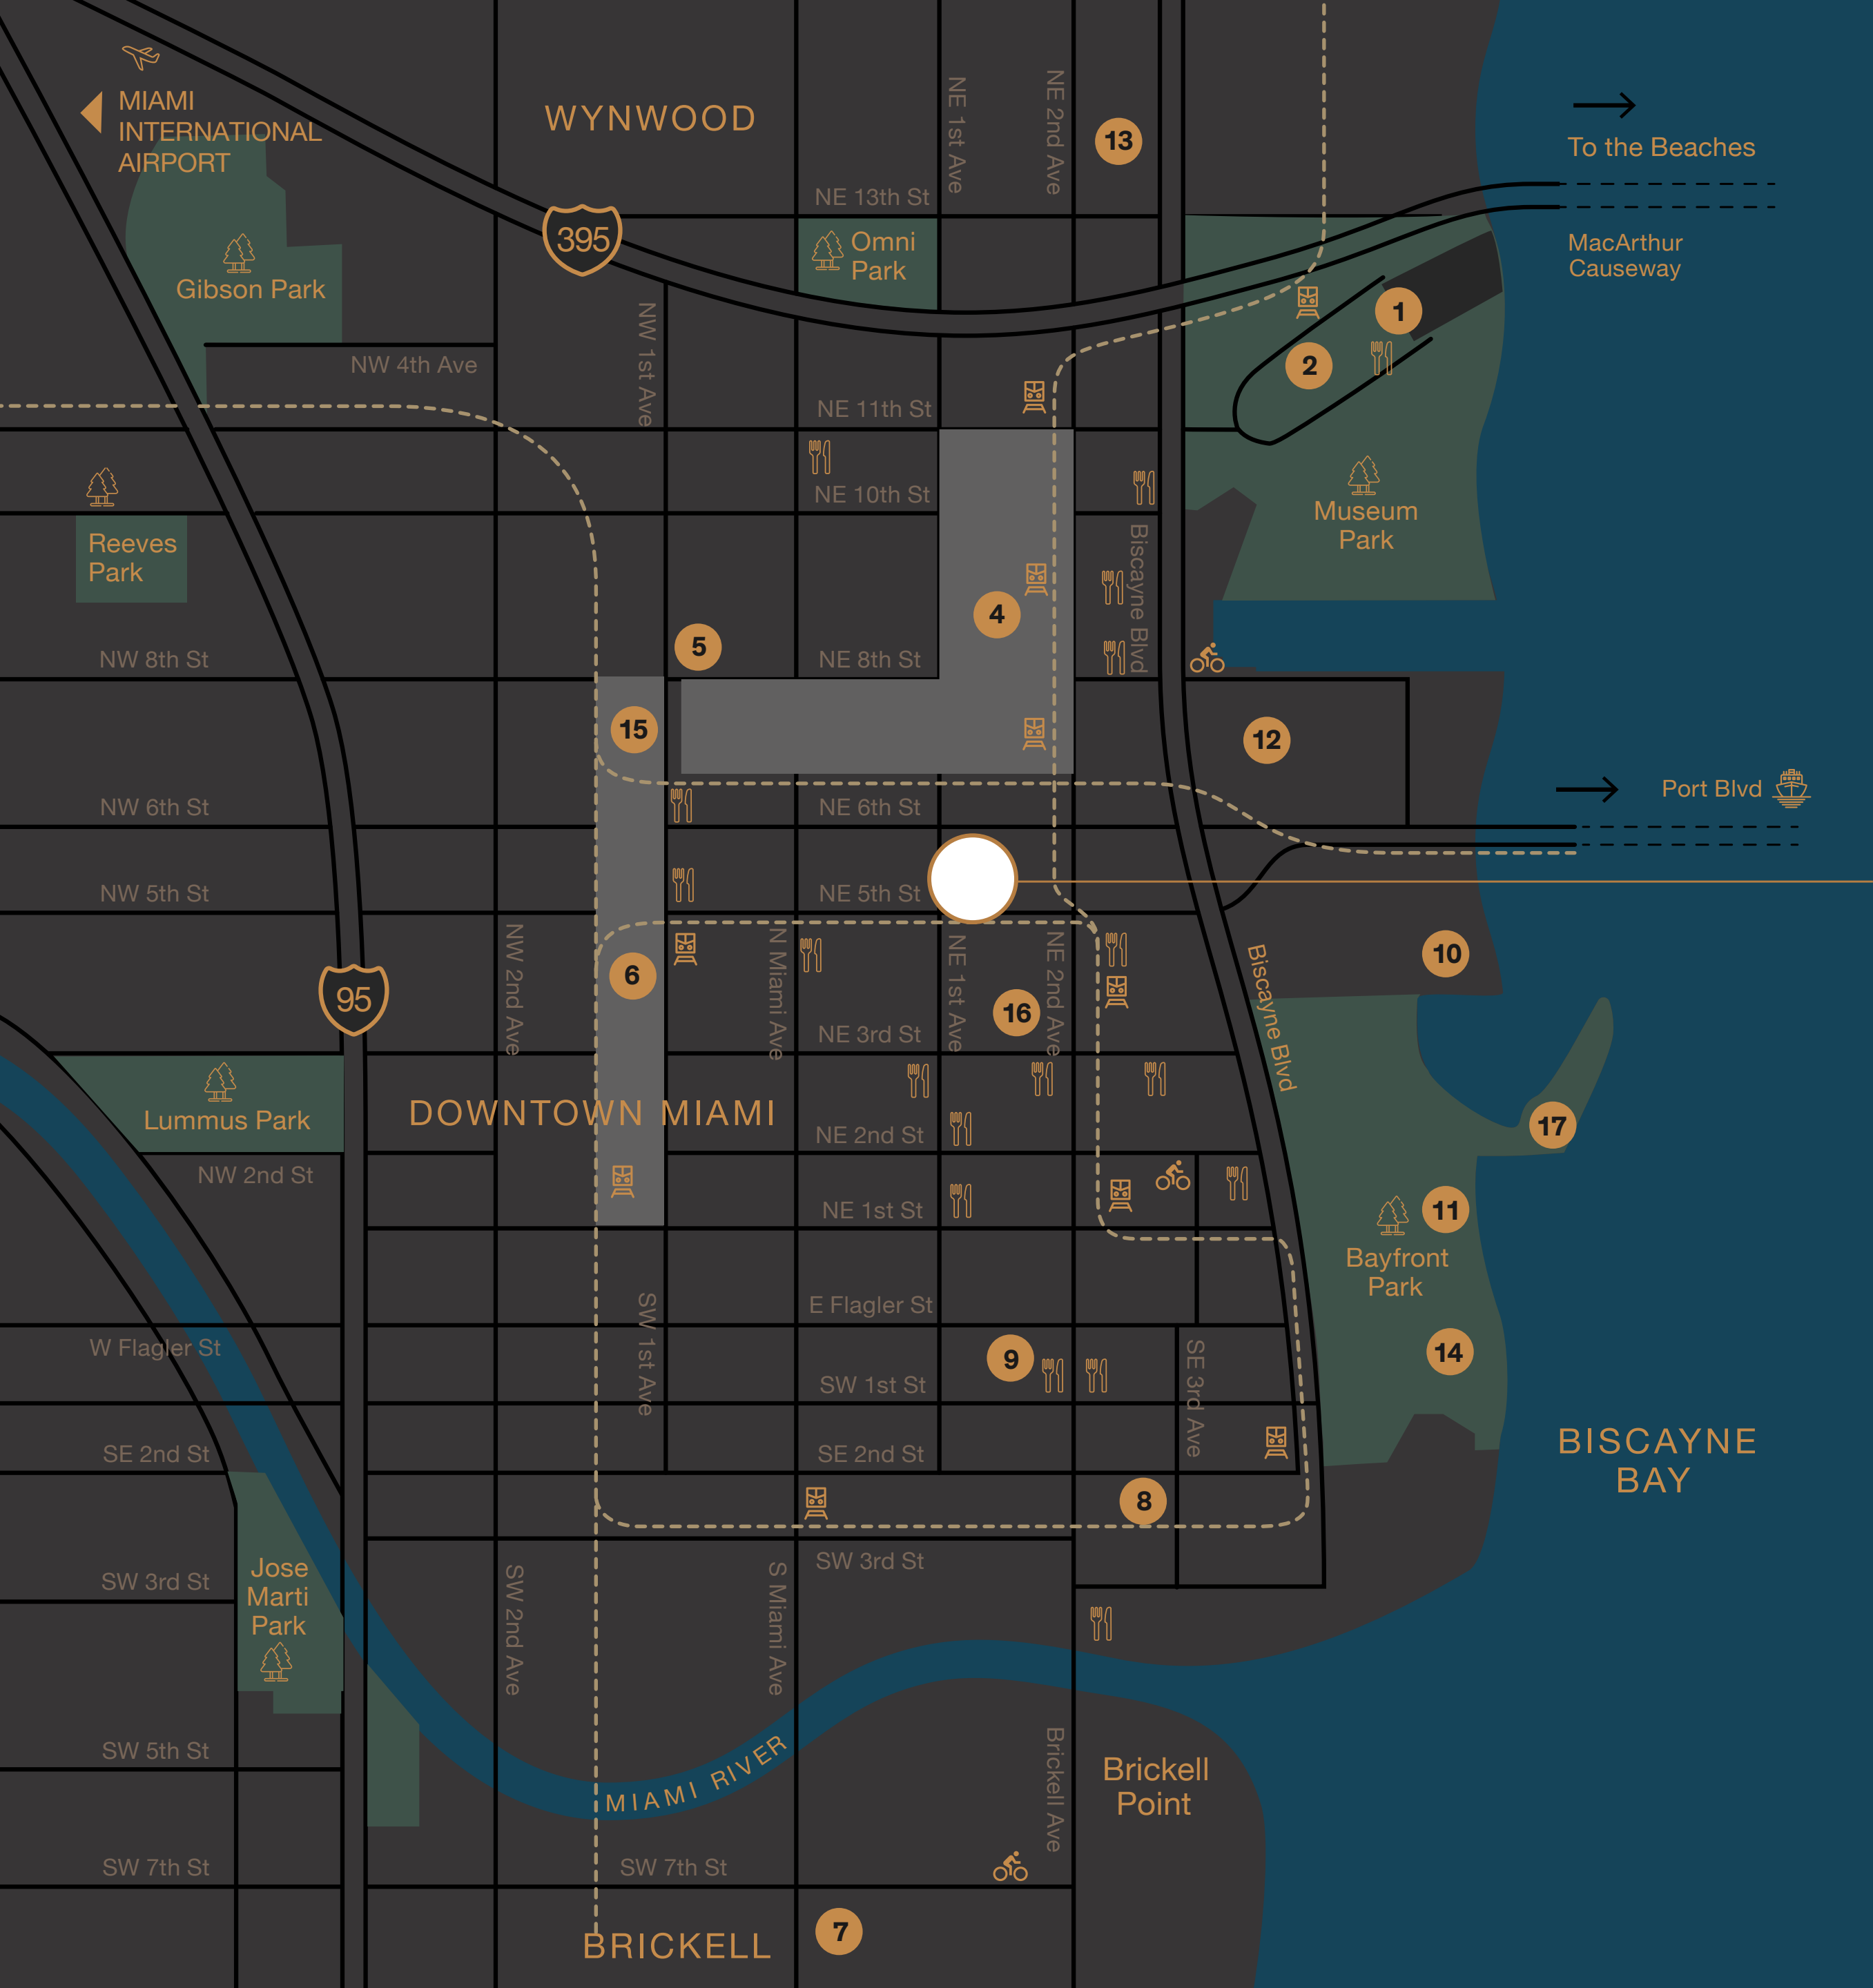 MIAMI
INTERNATIONAL
AIRPORT
WYNWOOD
NE 1st Ave
NE 2nd Ave
13
To the Beaches
MacArthur
Causeway
NE 13th St
395
Omni
Park
Gibson Park
1
2
NW 4th Ave
NW 1st Ave
NE 11th St
NE 10th St
Museum
Park
Reeves
Park
Biscayne Blvd
4
5
NW 8th St
NE 8th St
15
12
Port Blvd
NW 6th St
NE 6th St
NW 5th St
NE 5th St
NW 2nd Ave
N Miami Ave
NE 1st Ave
NE 2nd Ave
Biscayne Blvd
10
6
95
16
NE 3rd St
Lummus Park
DOWNTOWN MIAMI
NE 2nd St
17
NW 2nd St
NE 1st St
11
Bayfront
Park
SW 1st Ave
E Flagler St
W Flagler St
9
SE 3rd Ave
14
SW 1st St
BISCAYNE
BAY
SE 2nd St
SE 2nd St
8
SW 3rd St
Jose
Marti
Park
SW 3rd St
SW 2nd Ave
S Miami Ave
Brickell Ave
SW 5th St
MIAMI RIVER
Brickell
Point
SW 7th St
SW 7th St
7
BRICKELL